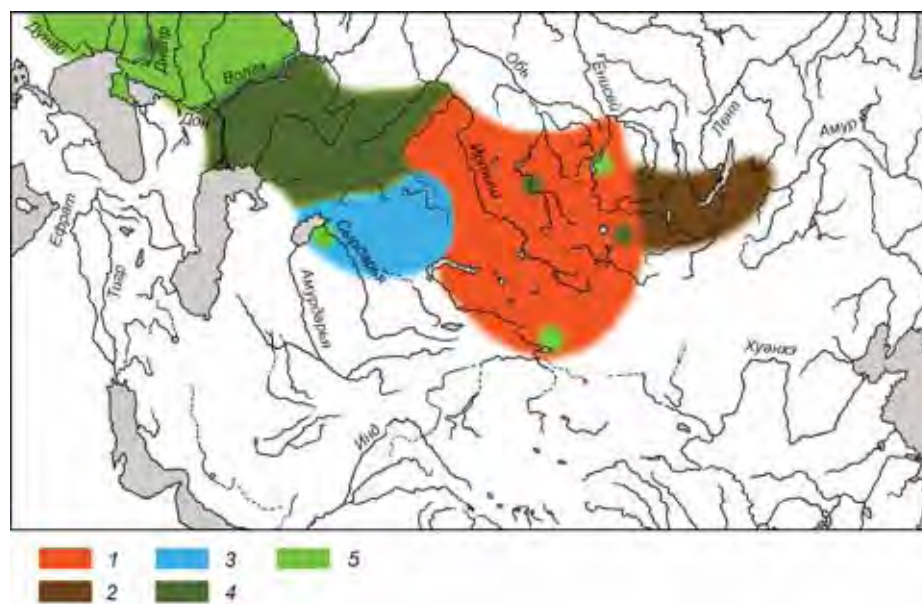 Дунай
Днепр
Волга
Дон
Обь
Енисей
Лена
Амур
Иртыш
Ефрат
Тигр
Сырдарья
Амударья
Хуанхэ
Инд
1 3 5
2 4